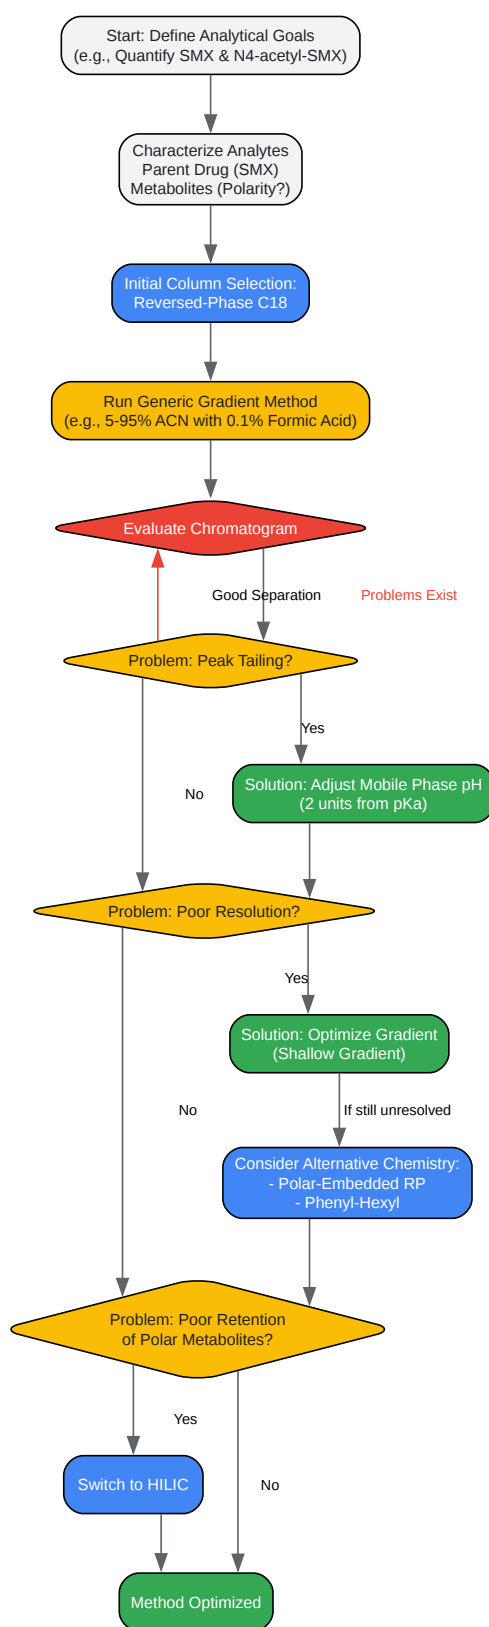 Start: Define Analytical Goals
(e.g., Quantify SMX & N4-acetyl-SMX)
Characterize Analytes
Parent Drug (SMX)
Metabolites (Polarity?)
Initial Column Selection:
Reversed-Phase C18
Run Generic Gradient Method
(e.g., 5-95% ACN with 0.1% Formic Acid)
Evaluate Chromatogram
Good Separation
Problems Exist
Problem: Peak Tailing?
Yes
Solution: Adjust Mobile Phase pH
(2 units from pKa)
No
Problem: Poor Resolution?
Yes
Solution: Optimize Gradient
(Shallow Gradient)
No
If still unresolved
Consider Alternative Chemistry:
- Polar-Embedded RP
- Phenyl-Hexyl
Problem: Poor Retention
of Polar Metabolites?
Yes
Switch to HILIC
No
Method Optimized